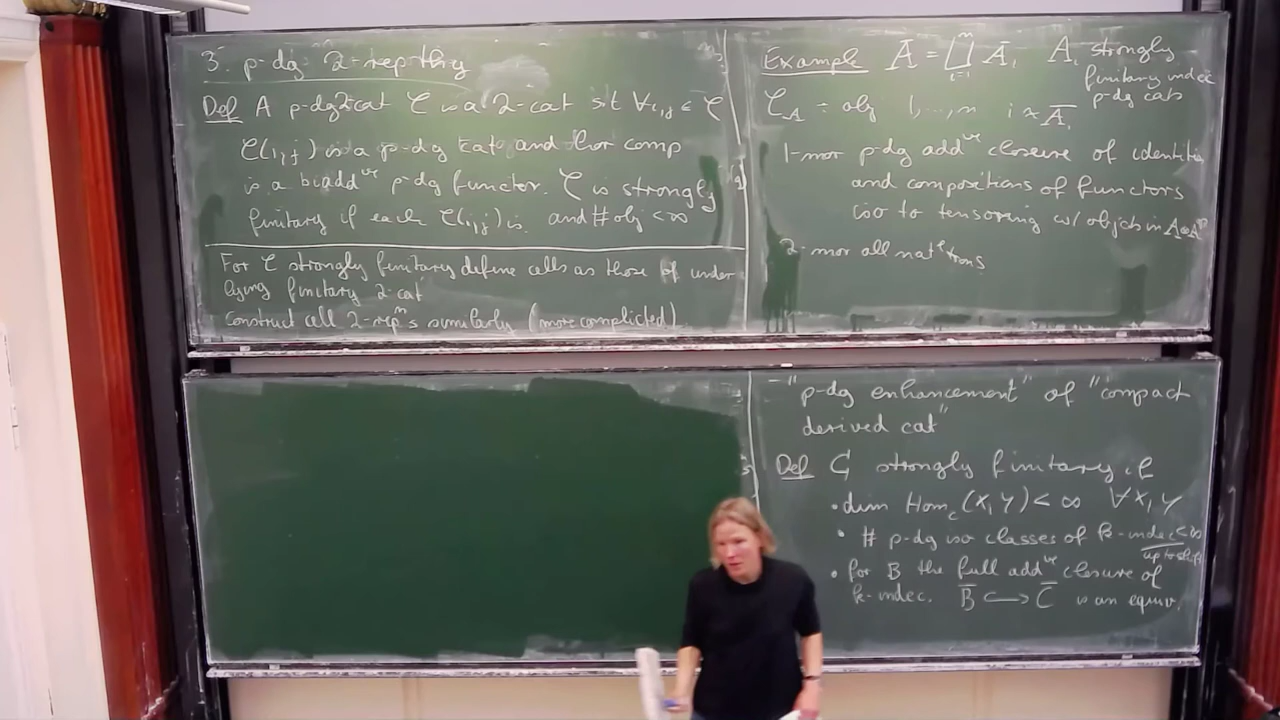 3. p-dg 2-rep thy
Def A p-dg 2-cat C is a 2-cat s.t. ∀ i,j ∈ C
C(i,j) is a p-dg cat and hor comp
is a biadd^ve p-dg functor. C is strongly
finitary if each C(i,j) is. and # obj < ∞
For C strongly finitary define cells as those of under
lying finitary 2-cat
construct cell 2-rep^n s similarly (more complicted)
Example Ā = ∐_{i=1}^n Ā_i A_i strongly
finitary indec
p-dg cats
C_A : obj 1,...,n i ~ Ā_i
1-mor p-dg add^ve closure of identities
and compositions of functors
iso to tensoring w/ objects in A⊗A^op
2-mor all nat^l trans
- "p-dg enhancement" of "compact
derived cat"
Def C strongly finitary if
• dim Hom_C(X,Y) < ∞ ∀ X,Y
• # p-dg iso classes of k-indec < ∞
up to shift
• for B the full add^ve closure of
k-indec. B̄ ↪ C̄ is an equiv.